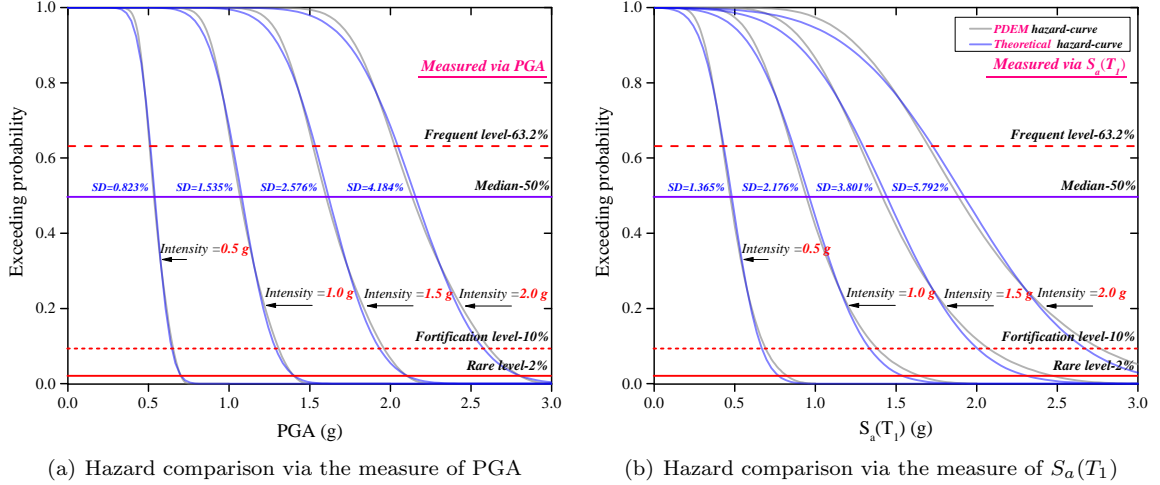 Measured via PGA
Frequent level-63.2%
SD=0.823%
SD=1.535%
SD=2.576%
SD=4.184%
Median-50%
Intensity =0.5 g
Intensity =1.0 g
Intensity =1.5 g
Intensity =2.0 g
Fortification level-10%
Rare level-2%
Exceeding probability
1.0
0.8
0.6
0.4
0.2
0.0
0.0 0.5 1.0 1.5 2.0 2.5 3.0
PGA (g)
(a) Hazard comparison via the measure of PGA
PDEM hazard-curve
Theoretical hazard-curve
Measured via S_a(T_1)
Frequent level-63.2%
SD=1.365%
SD=2.176%
SD=3.801%
SD=5.792%
Median-50%
Intensity =0.5 g
Intensity =1.0 g
Intensity =1.5 g
Intensity =2.0 g
Fortification level-10%
Rare level-2%
Exceeding probability
1.0
0.8
0.6
0.4
0.2
0.0
0.0 0.5 1.0 1.5 2.0 2.5 3.0
S_a(T_1) (g)
(b) Hazard comparison via the measure of S_a(T_1)